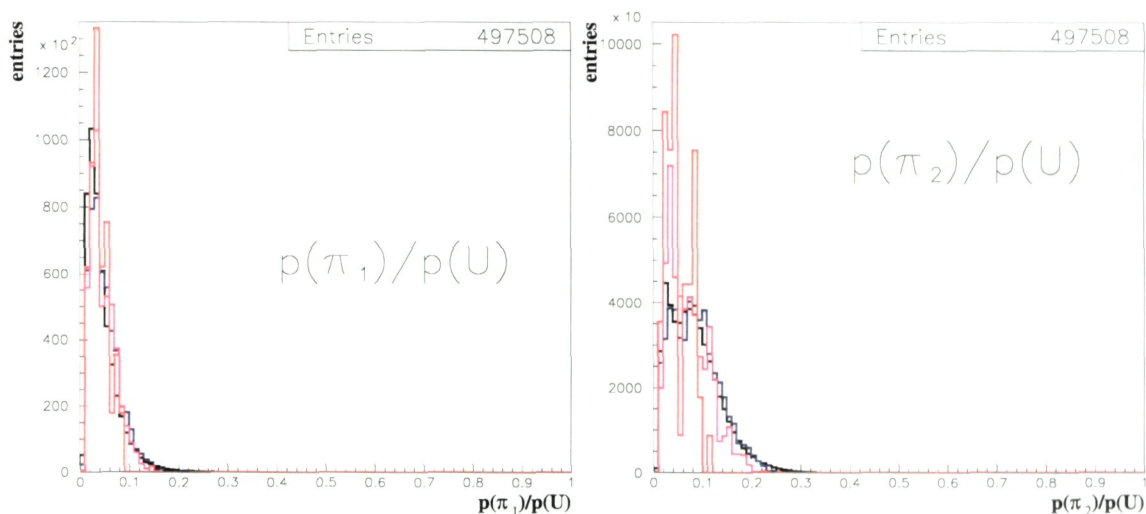 entries
× 10²
Entries 497508
1200
1000
800
600
400
200
0
p(π₁)/p(U)
0 0.1 0.2 0.3 0.4 0.5 0.6 0.7 0.8 0.9 1
p(π₁)/p(U)
entries
× 10
Entries 497508
10000
8000
6000
4000
2000
0
p(π₂)/p(U)
0 0.1 0.2 0.3 0.4 0.5 0.6 0.7 0.8 0.9 1
p(π₂)/p(U)